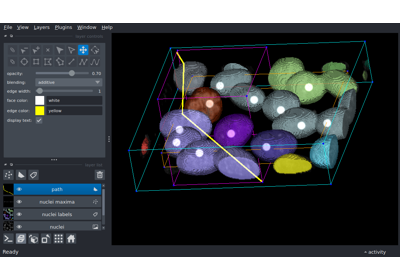 File View Layers Plugins Window Help
opacity: 0.70
blending: additive
edge width: 1
face color: white
edge color: yellow
display text:
path
nuclei maxima
nuclei labels
nuclei
Ready
activity